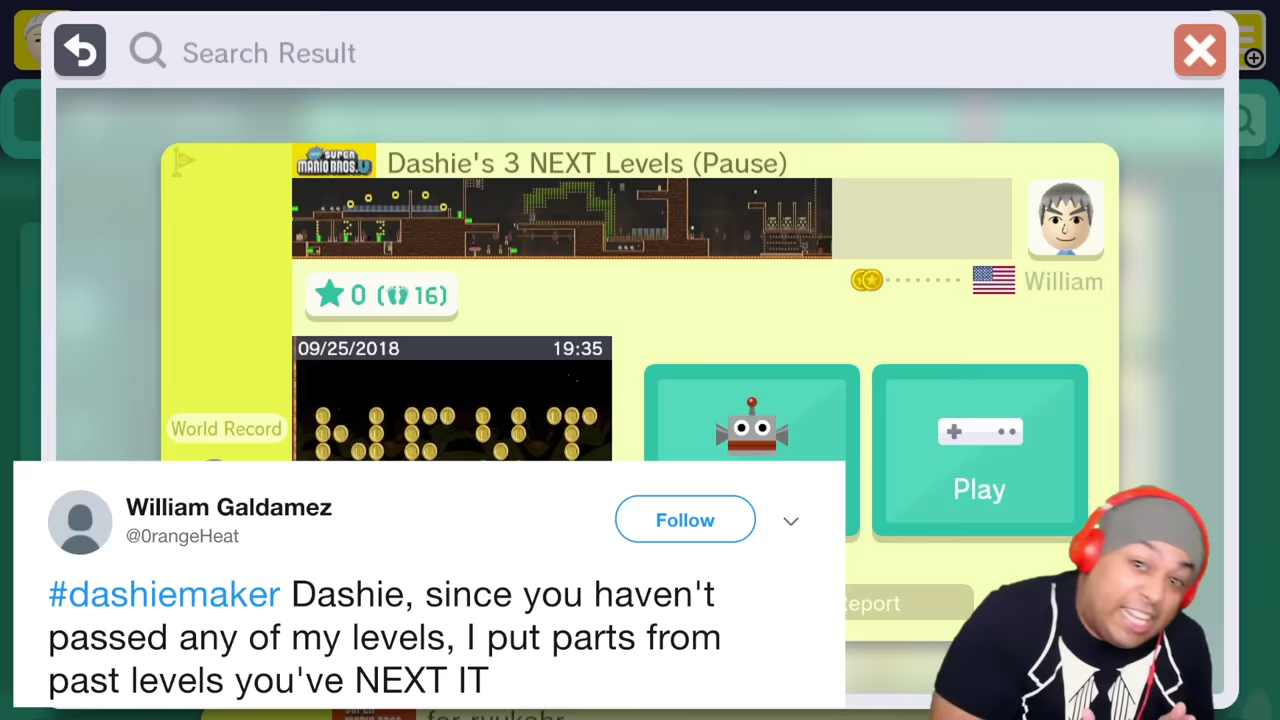 Search Result
SUPER
MARIO BROS.U
Dashie's 3 NEXT Levels (Pause)
0 (16)
William
09/25/2018 19:35
World Record
NEXT
Play
William Galdamez
@0rangeHeat
Follow
#dashiemaker Dashie, since you haven't
passed any of my levels, I put parts from
past levels you've NEXT IT
Report